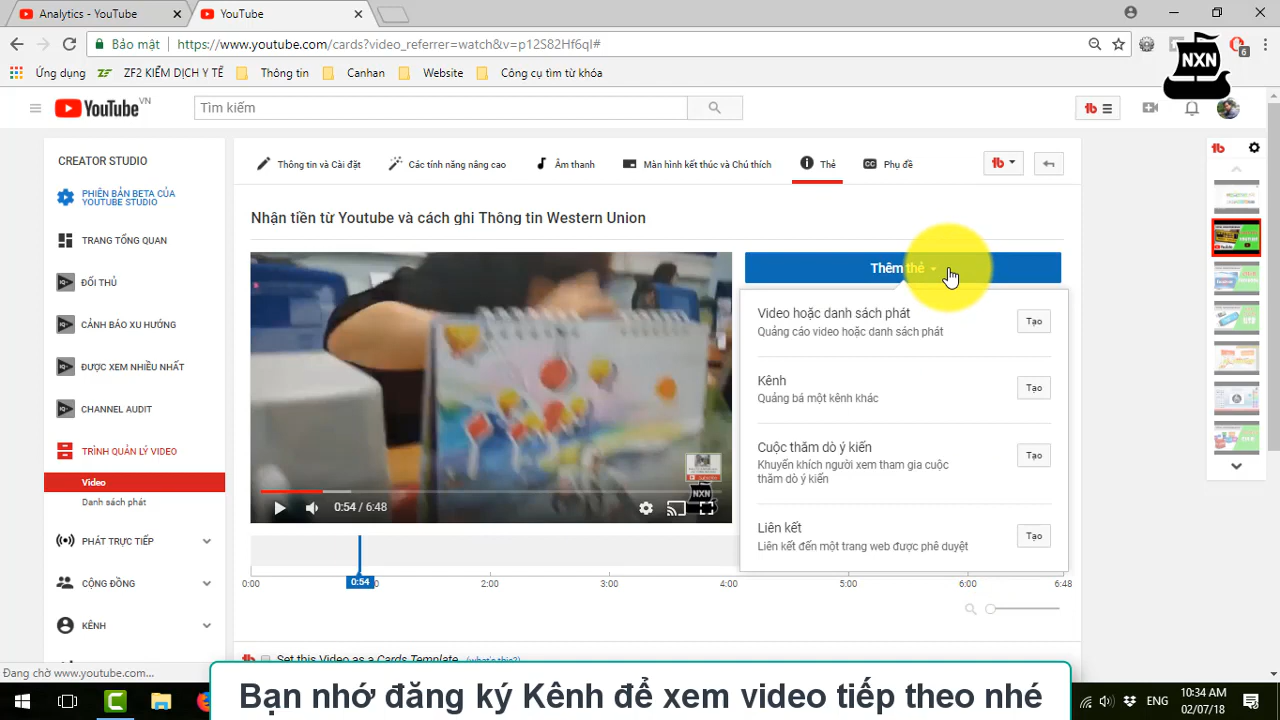 Analytics - YouTube
YouTube
Bảo mật
https://www.youtube.com/cards?video_referrer=watch&v=p12S82Hf6qI#
6
Ứng dụng
ZF2 KIỂM DỊCH Y TẾ
Thông tin
Canhan
Website
Công cụ tìm từ khóa
NXN
YouTube VN
Tìm kiếm
CREATOR STUDIO
PHIÊN BẢN BETA CỦA
YOUTUBE STUDIO
TRANG TỔNG QUAN
ĐỐI THỦ
CẢNH BÁO XU HƯỚNG
ĐƯỢC XEM NHIỀU NHẤT
CHANNEL AUDIT
TRÌNH QUẢN LÝ VIDEO
Video
Danh sách phát
PHÁT TRỰC TIẾP
CỘNG ĐỒNG
KÊNH
Thông tin và Cài đặt
Các tính năng nâng cao
Âm thanh
Màn hình kết thúc và Chú thích
Thẻ
CC
Phụ đề
Nhận tiền từ Youtube và cách ghi Thông tin Western Union
Thêm thẻ
Video hoặc danh sách phát
Quảng cáo video hoặc danh sách phát
Tạo
Kênh
Quảng bá một kênh khác
Tạo
Cuộc thăm dò ý kiến
Khuyến khích người xem tham gia cuộc
thăm dò ý kiến
Tạo
Liên kết
Liên kết đến một trang web được phê duyệt
Tạo
NXN
0:54 / 6:48
0:00
0:54
2:00
3:00
4:00
5:00
6:00
6:48
Set this Video as a Cards Template (what's this?)
Đang chờ www.youtube.com...
Bạn nhớ đăng ký Kênh để xem video tiếp theo nhé
ENG
10:34 AM
02/07/18